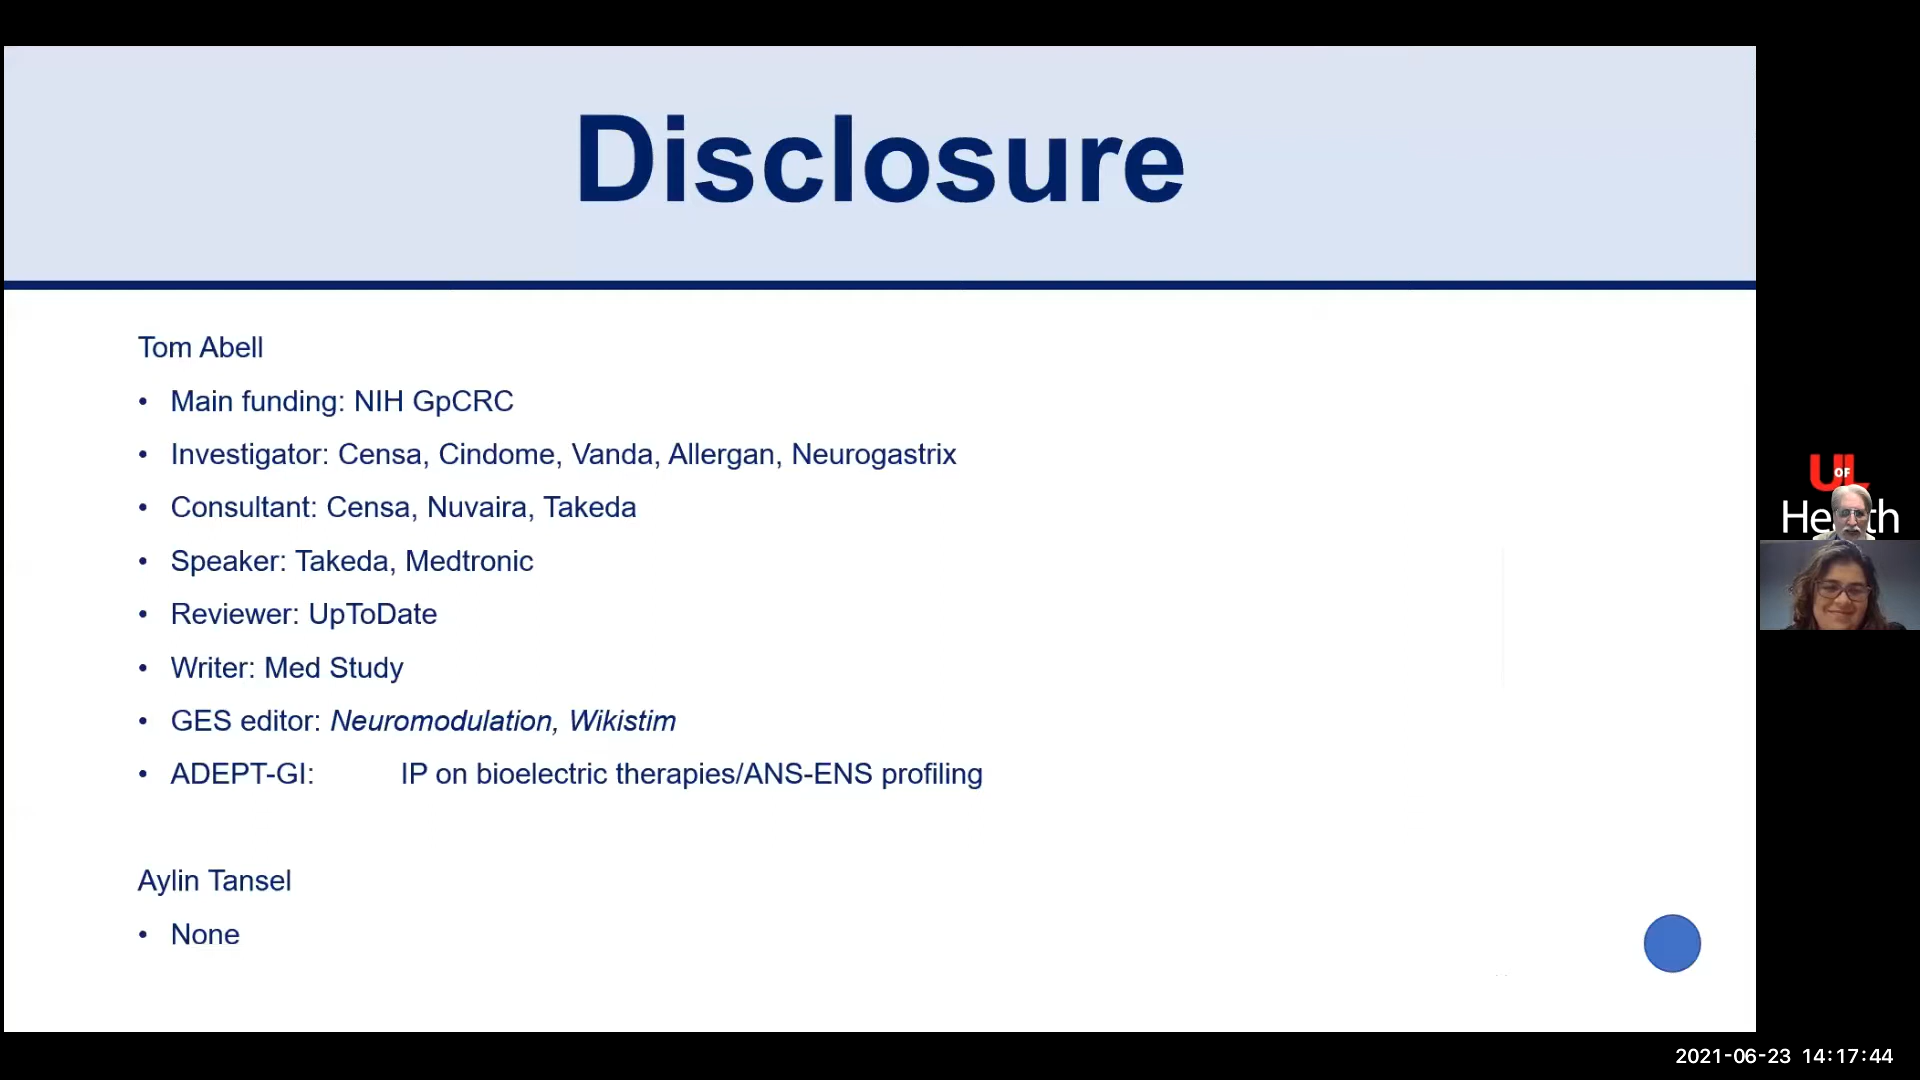 Disclosure
Tom Abell
• Main funding: NIH GpCRC
• Investigator: Censa, Cindome, Vanda, Allergan, Neurogastrix
• Consultant: Censa, Nuvaira, Takeda
• Speaker: Takeda, Medtronic
• Reviewer: UpToDate
• Writer: Med Study
• GES editor: Neuromodulation, Wikistim
• ADEPT-GI: IP on bioelectric therapies/ANS-ENS profiling
Aylin Tansel
• None
U OF L
2021-06-23 14:17:44